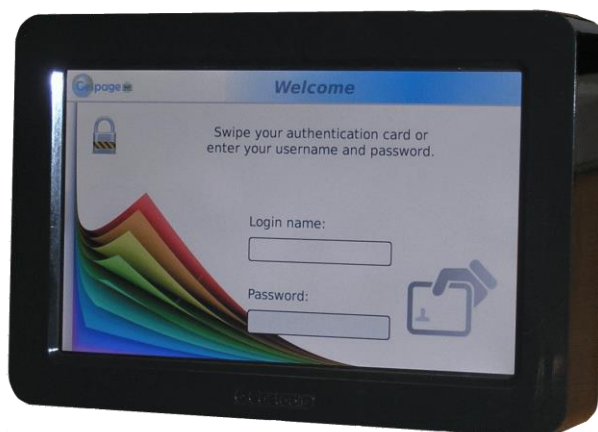 Welcome
Swipe your authentication card or
enter your username and password.
Login name:
Password: